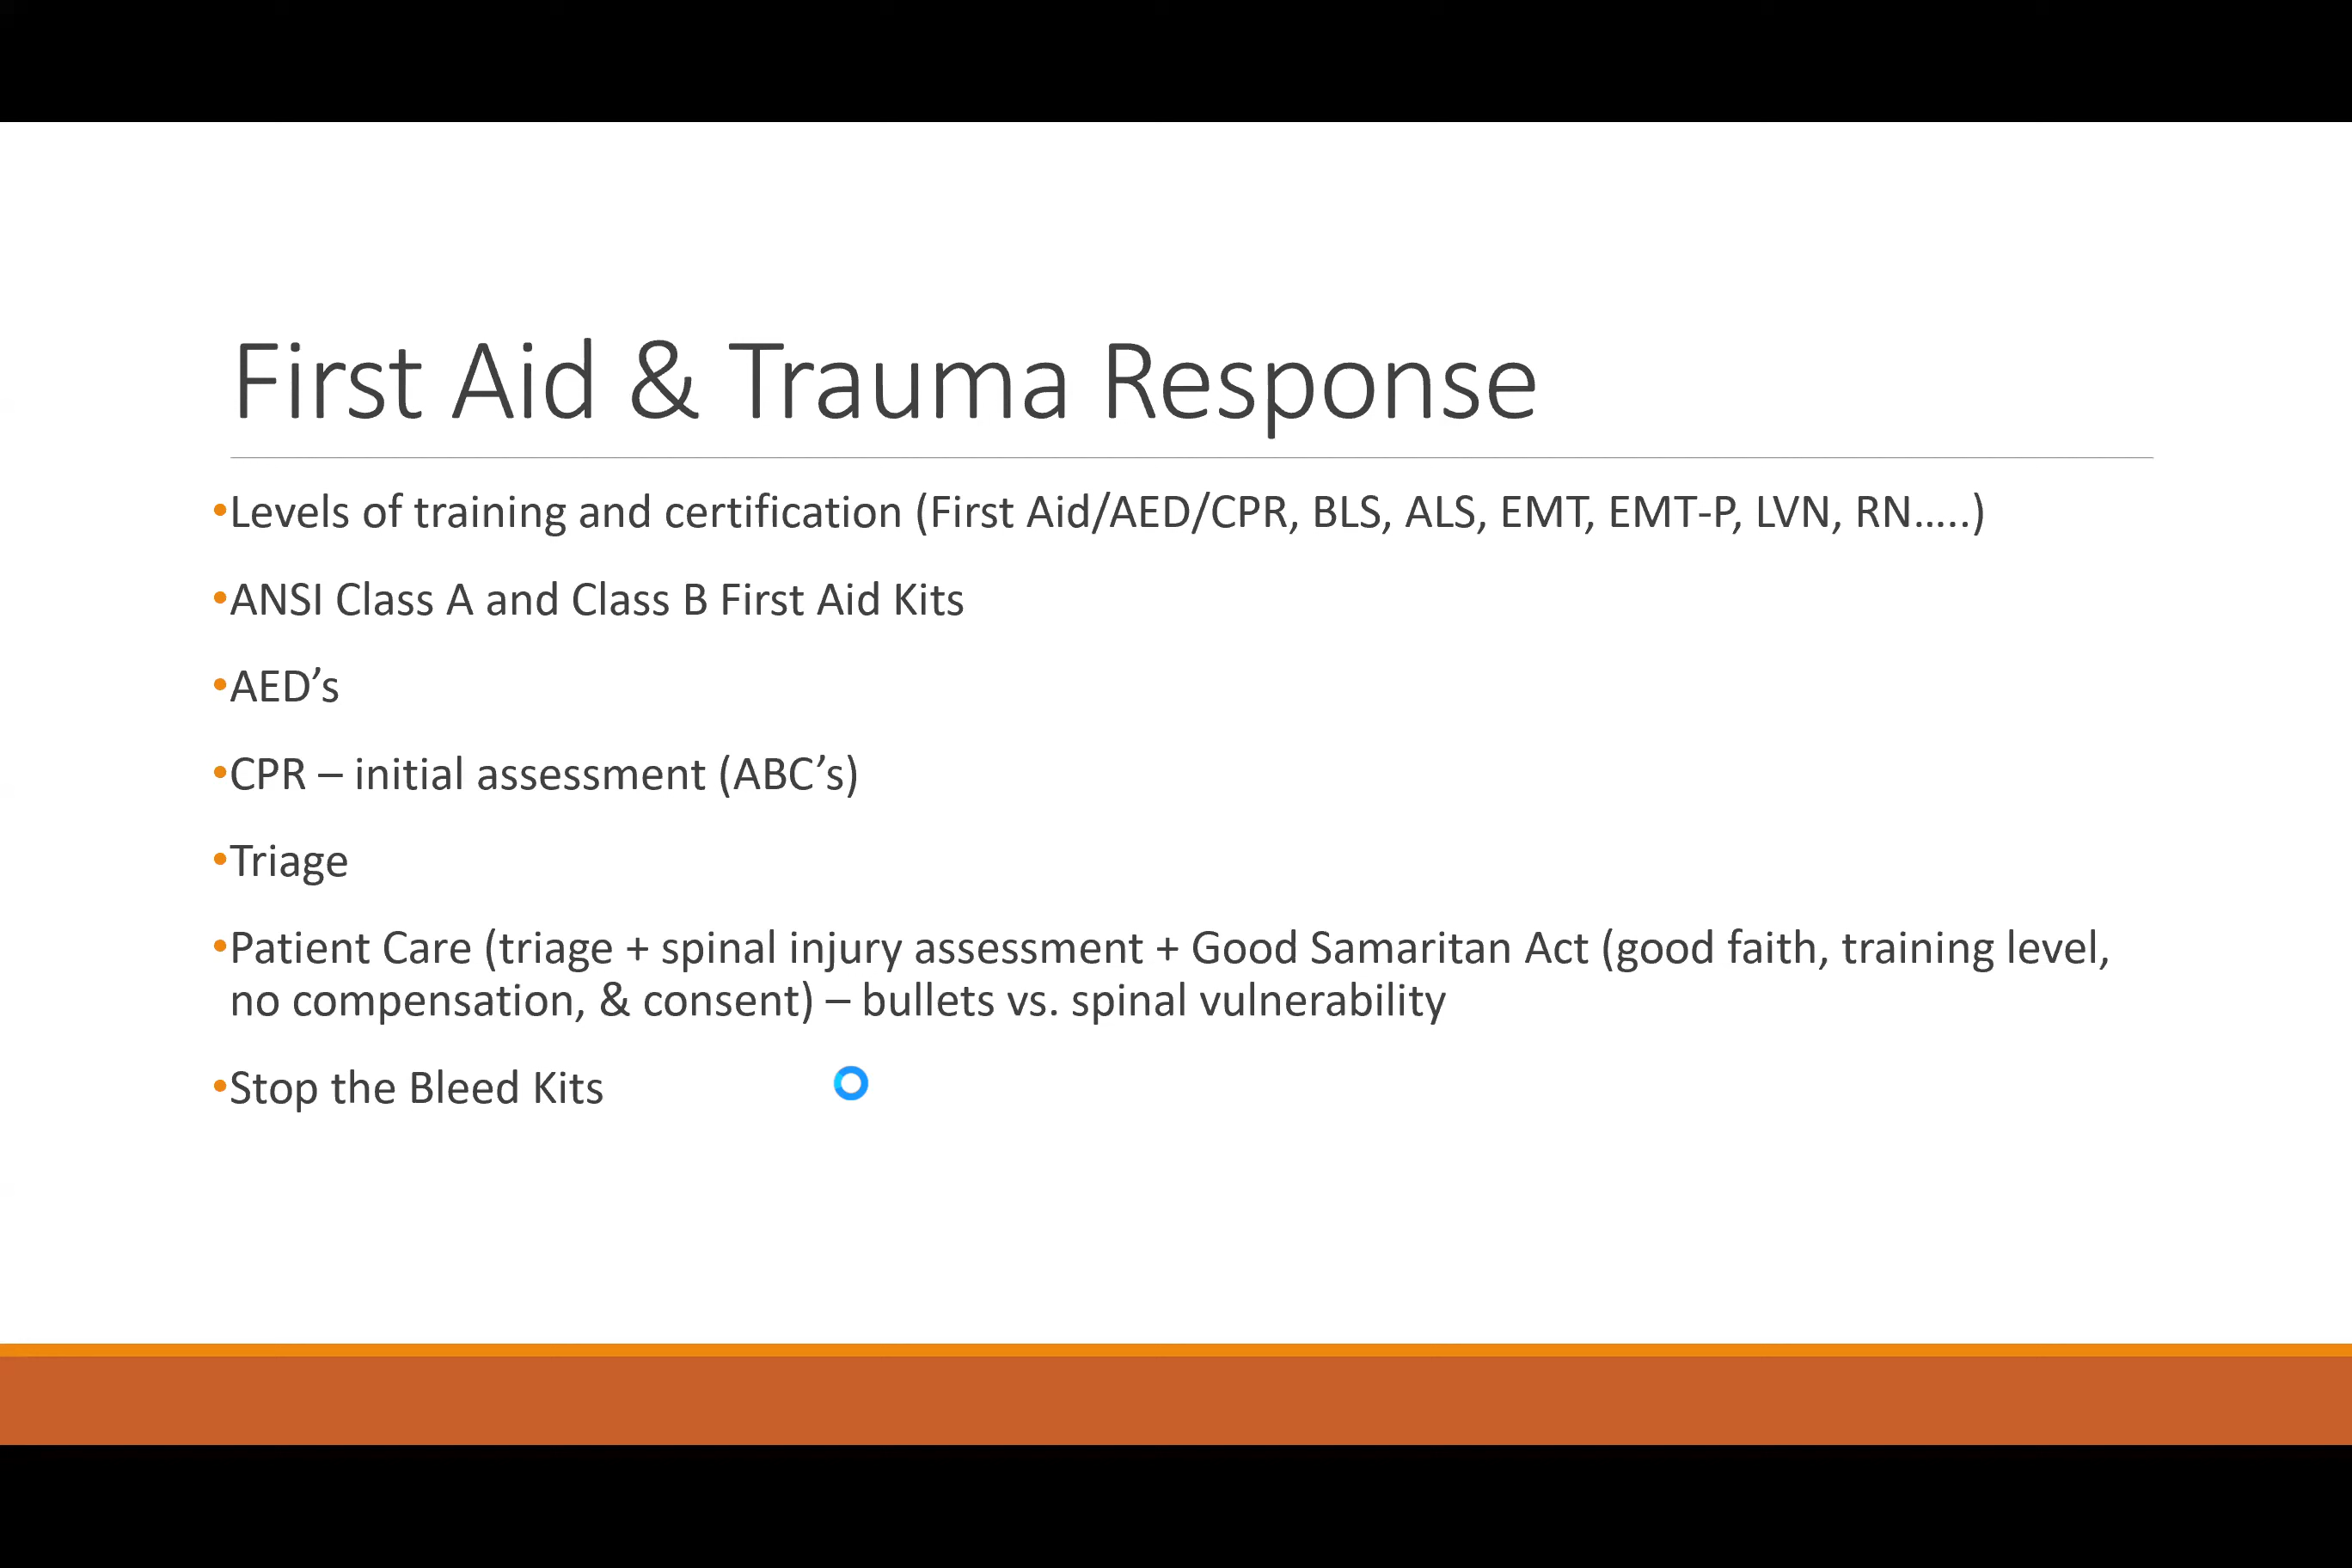 First Aid & Trauma Response
•Levels of training and certification (First Aid/AED/CPR, BLS, ALS, EMT, EMT-P, LVN, RN…..)
•ANSI Class A and Class B First Aid Kits
•AED’s
•CPR – initial assessment (ABC’s)
•Triage
•Patient Care (triage + spinal injury assessment + Good Samaritan Act (good faith, training level,
no compensation, & consent) – bullets vs. spinal vulnerability
•Stop the Bleed Kits